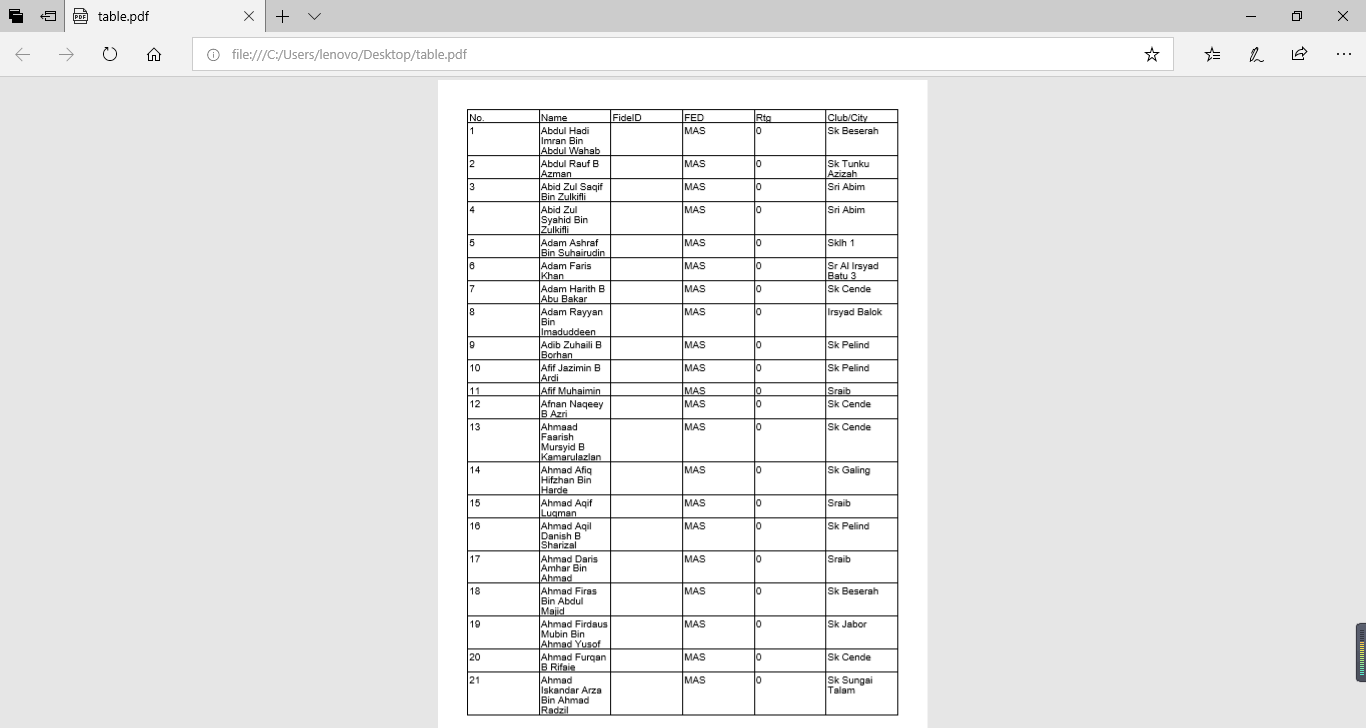 table.pdf
file:///C:/Users/lenovo/Desktop/table.pdf
No. Name FideID FED Rtg Club/City
1 Abdul Hadi MAS 0 Sk Beserah
Imran Bin
Abdul Wahab
2 Abdul Rauf B MAS 0 Sk Tunku
Azman Azizah
3 Abid Zul Saqif MAS 0 Sri Abim
Bin Zulkifli
4 Abid Zul MAS 0 Sri Abim
Syahid Bin
Zulkifli
5 Adam Ashraf MAS 0 Sklh 1
Bin Suhairudin
6 Adam Faris MAS 0 Sr Al Irsyad
Khan Batu 3
7 Adam Harith B MAS 0 Sk Cende
Abu Bakar
8 Adam Rayyan MAS 0 Irsyad Balok
Bin
Imaduddeen
9 Adib Zuhaili B MAS 0 Sk Pelind
Borhan
10 Afif Jazimin B MAS 0 Sk Pelind
Ardi
11 Afif Muhaimin MAS 0 Sraib
12 Afnan Naqeey MAS 0 Sk Cende
B Azri
13 Ahmaad MAS 0 Sk Cende
Faarish
Mursyid B
Kamarulazlan
14 Ahmad Afiq MAS 0 Sk Galing
Hifzhan Bin
Harde
15 Ahmad Aqif MAS 0 Sraib
Luqman
16 Ahmad Aqil MAS 0 Sk Pelind
Danish B
Sharizal
17 Ahmad Daris MAS 0 Sraib
Amhar Bin
Ahmad
18 Ahmad Firas MAS 0 Sk Beserah
Bin Abdul
Majid
19 Ahmad Firdaus MAS 0 Sk Jabor
Mubin Bin
Ahmad Yusof
20 Ahmad Furqan MAS 0 Sk Cende
B Rifaie
21 Ahmad MAS 0 Sk Sungai
Iskandar Arza Talam
Bin Ahmad
Radzil